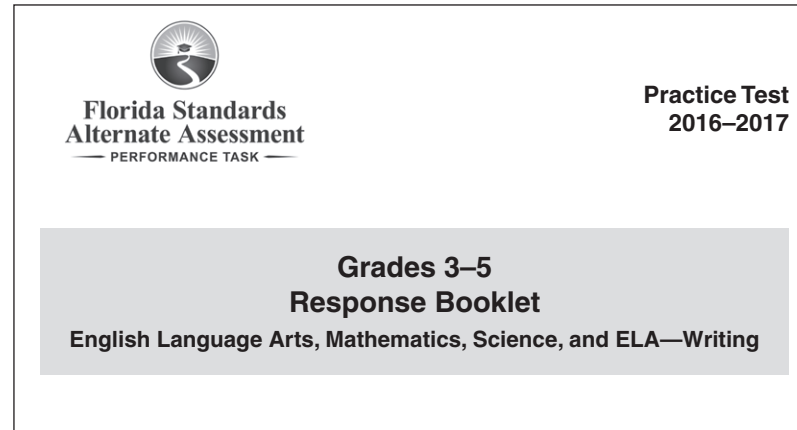 Florida Standards
Alternate Assessment
PERFORMANCE TASK
Practice Test
2016–2017
Grades 3–5
Response Booklet
English Language Arts, Mathematics, Science, and ELA—Writing